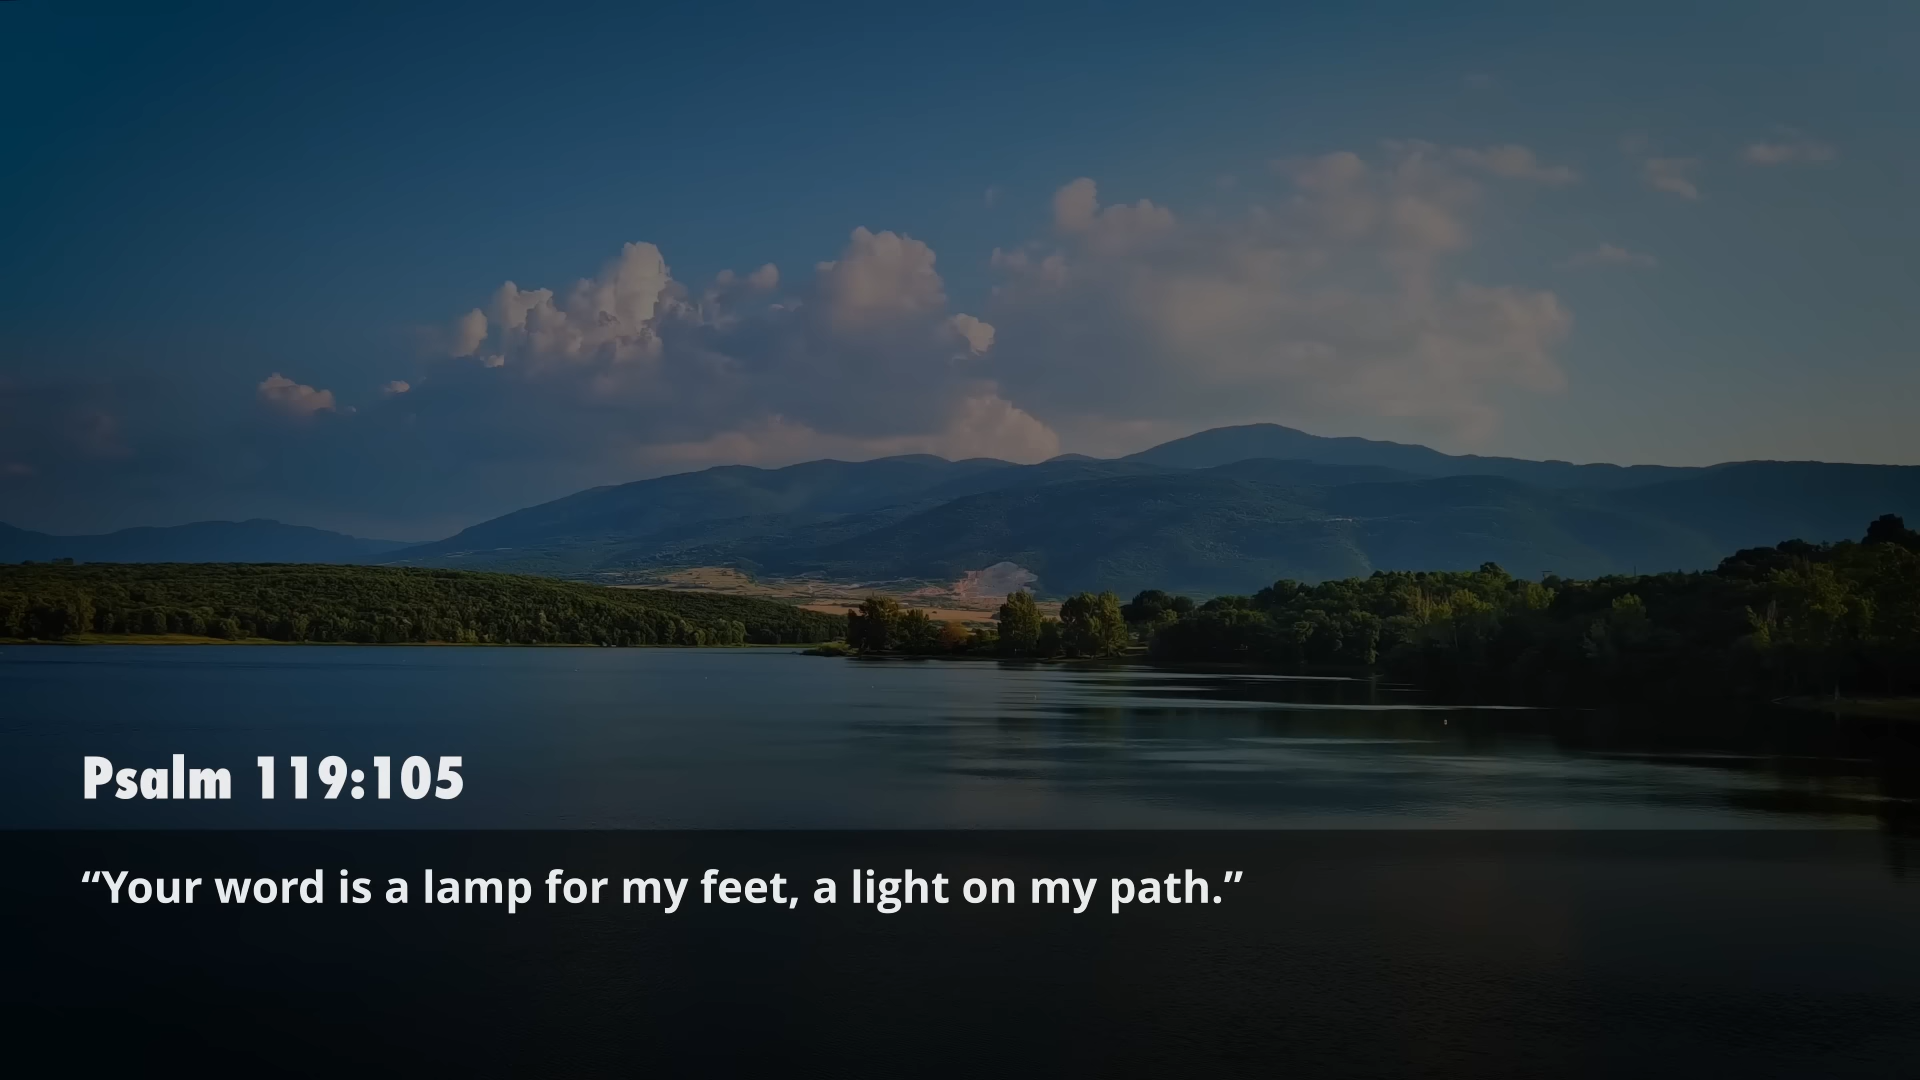 Psalm 119:105
“Your word is a lamp for my feet, a light on my path.”